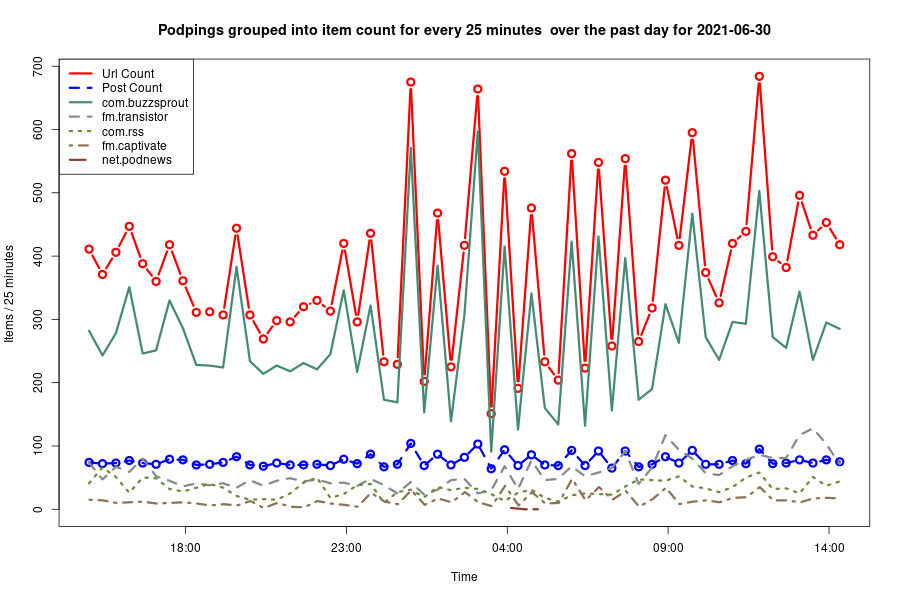 Podpings grouped into item count for every 25 minutes  over the past day for 2021-06-30
Url Count
Post Count
com.buzzsprout
fm.transistor
com.rss
fm.captivate
net.podnews
700
600
500
400
300
200
100
0
Items / 25 minutes
18:00
23:00
04:00
09:00
14:00
Time